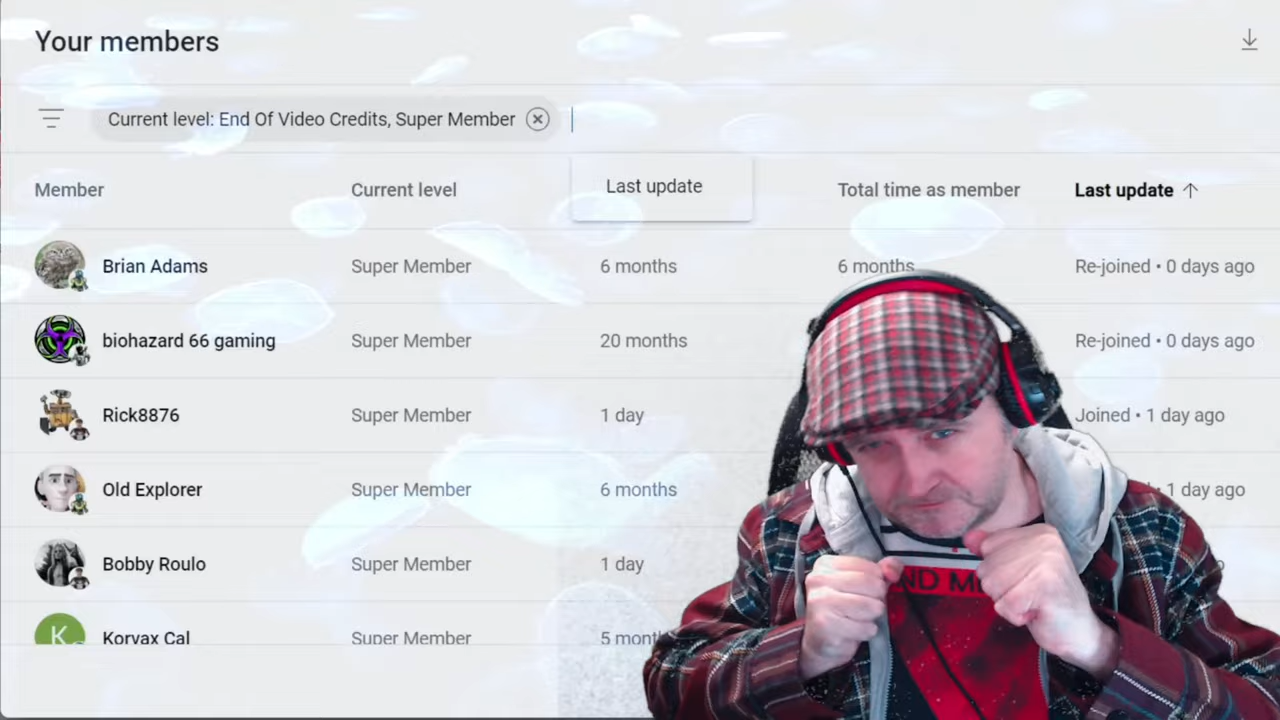 Your members
Current level: End Of Video Credits, Super Member
Member Current level Last update Total time as member Last update
Brian Adams Super Member 6 months 6 months Re-joined • 0 days ago
biohazard 66 gaming Super Member 20 months Re-joined • 0 days ago
Rick8876 Super Member 1 day Joined • 1 day ago
Old Explorer Super Member 6 months 1 day ago
Bobby Roulo Super Member 1 day
K Korvax Cal Super Member 5 months
ND M